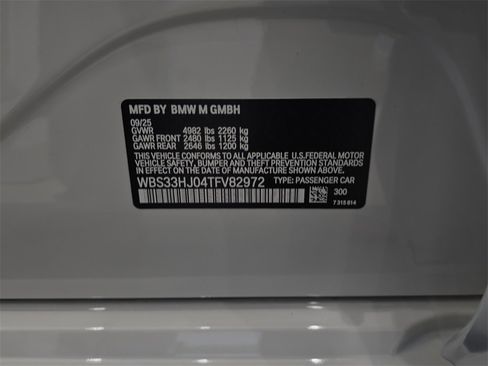 MFD BY BMW M GMBH
09/25
GVWR 4982 lbs 2260 kg
GAWR FRONT 2480 lbs 1125 kg
GAWR REAR 2646 lbs 1200 kg
THIS VEHICLE CONFORMS TO ALL APPLICABLE U.S.FEDERAL MOTOR
VEHICLE SAFETY, BUMPER AND THEFT PREVENTION STANDARDS
IN EFFECT ON THE DATE OF MANUFACTURE SHOWN ABOVE.
WBS33HJ04TFV82972 TYPE: PASSENGER CAR
300
7 315 814